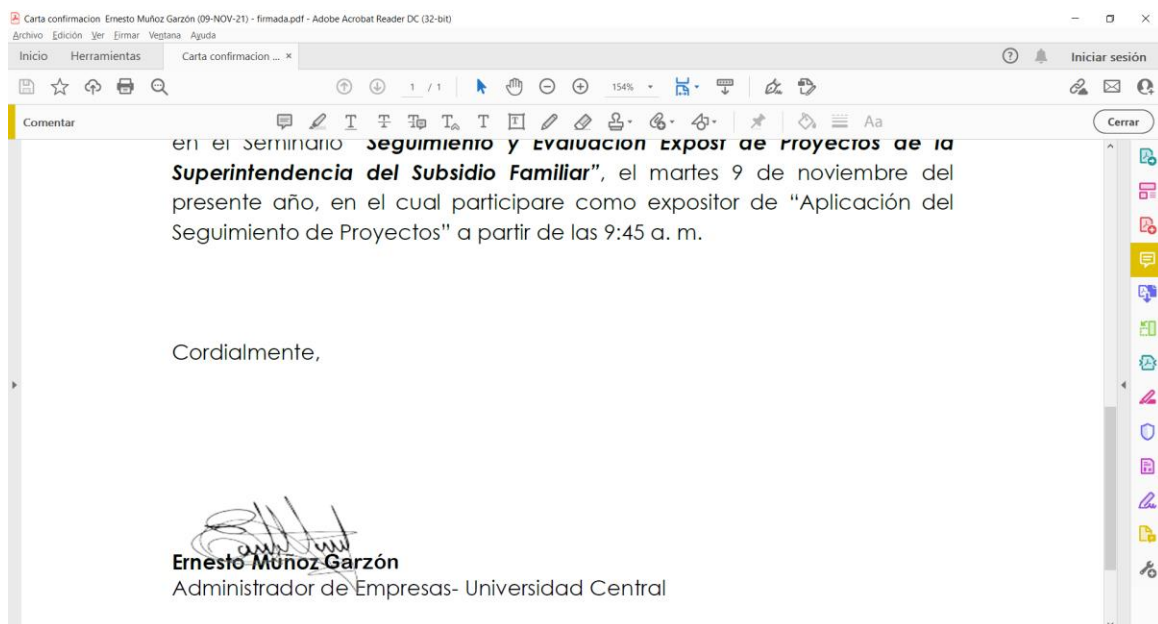 Carta confirmacion Ernesto Muñoz Garzón (09-NOV-21) - firmada.pdf - Adobe Acrobat Reader DC (32-bit)
Archivo Edición Ver Firmar Ventana Ayuda
Inicio Herramientas Carta confirmacion ... × Iniciar sesión
1 / 1 154%
Comentar Aa Cerrar
en el Seminario “Seguimiento y Evaluación Expost de Proyectos de la
Superintendencia del Subsidio Familiar”, el martes 9 de noviembre del
presente año, en el cual participare como expositor de “Aplicación del
Seguimiento de Proyectos” a partir de las 9:45 a. m.
Cordialmente,
Ernesto Muñoz Garzón
Administrador de Empresas- Universidad Central